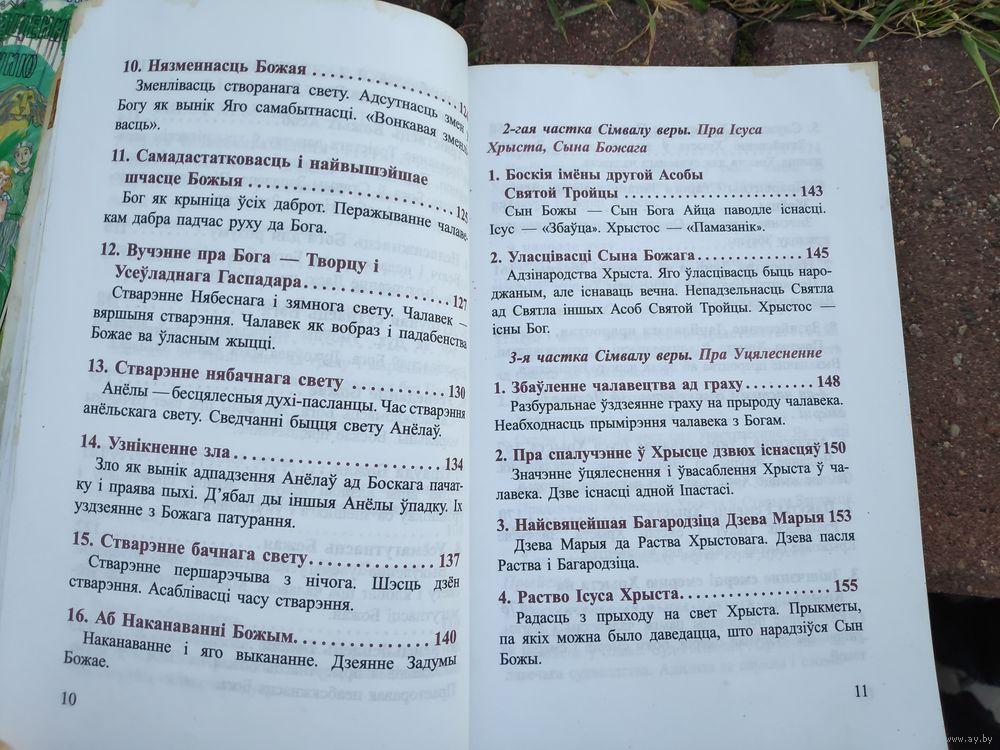 10. Нязменнасць Божая
Зменлівасць створанага свету. Адсутнасць змен у
Богу як вынік Яго самабытнасці. «Вонкавая зменлі-
васць».
11. Самадастатковасць і найвышэйшае
шчасце Божыя
Бог як крыніца ўсіх даброт. Перажыванне чалаве-
кам дабра падчас руху да Бога.
12. Вучэнне пра Бога — Творцу і
Усеўладнага Гаспадара 127
Стварэнне Нябеснага і зямнога свету. Чалавек –
вяршыня стварэння. Чалавек як вобраз і падабенства
Божае ва ўласным жыцці.
13. Стварэнне нябачнага свету 130
Анёлы — бесцялесныя духі-пасланцы. Час стварэння
анёльскага свету. Сведчанні быцця свету Анёлаў.
14. Узнікненне зла 134
Зло як вынік адпадзення Анёлаў ад Боскага пачат-
ку і праява пыхі. Д’ябал ды іншыя Анёлы ўпадку. Іх
уздзеянне з Божага патурання.
15. Стварэнне бачнага свету 137
Стварэнне першарэчыва з нічога. Шэсць дзён
стварэння. Асаблівасці часу стварэння.
16. Аб Наканаванні Божым 140
Наканаванне і яго выкананне. Дзеянне Задумы
Божае.
10
2-гая частка Сімвалу веры. Пра Ісуса
Хрыста, Сына Божага
1. Боскія імёны другой Асобы
Святой Тройцы 143
Сын Божы — Сын Бога Айца паводле існасці.
Ісус — «Збаўца». Хрыстос — «Памазанік».
2. Уласцівасці Сына Божага 145
Адзінародства Хрыста. Яго ўласцівасць быць наро-
джаным, але існаваць вечна. Непадзельнасць Святла
ад Святла іншых Асоб Святой Тройцы. Хрыстос —
існы Бог.
3-я частка Сімвалу веры. Пра Уцялесненне
1. Збаўленне чалавецтва ад граху 148
Разбуральнае ўздзеянне граху на прыроду чалавека.
Неабходнасць прымірэння чалавека з Богам.
2. Пра спалучэнне ў Хрысце дзвюх існасцяў 150
Значэнне ўцялеснення і ўвасаблення Хрыста ў ча-
лавека. Дзве існасці адной Іпастасі.
3. Найсвяцейшая Багародзіца Дзева Марыя 153
Дзева Марыя да Раства Хрыстовага. Дзева пасля
Раства і Багародзіца.
4. Раство Ісуса Хрыста 155
Радасць з прыходу на свет Хрыста. Прыкметы,
па якіх можна было даведацца, што нарадзіўся Сын
Божы.
11
www.ay.by